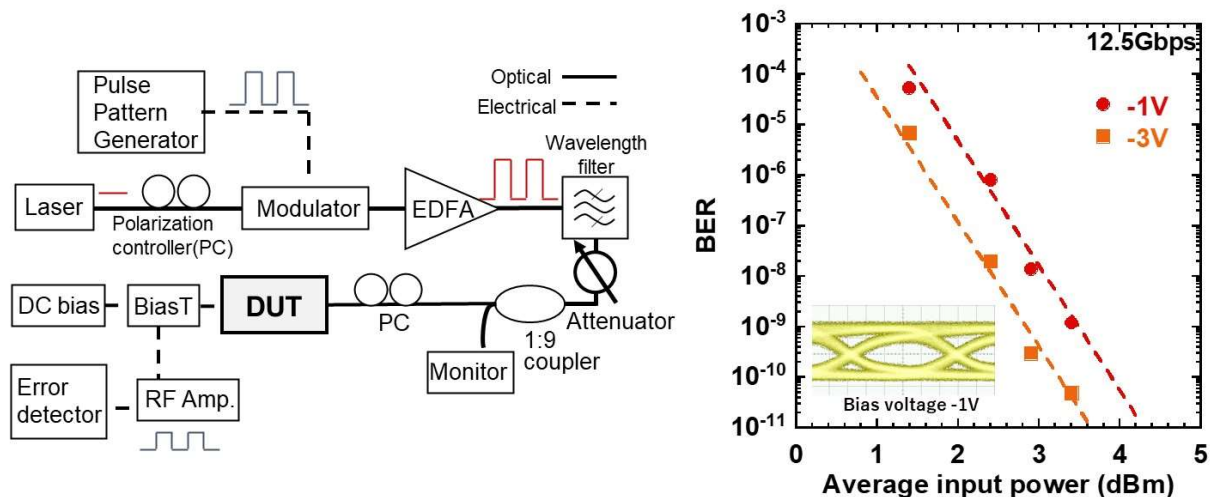 Pulse
Pattern
Generator
Optical
Electrical
Wavelength
filter
Laser
Polarization
controller(PC)
Modulator
EDFA
DC bias
BiasT
DUT
PC
1:9
coupler
Attenuator
Monitor
Error
detector
RF Amp.
12.5Gbps
-1V
-3V
BER
10-3
10-4
10-5
10-6
10-7
10-8
10-9
10-10
10-11
Bias voltage -1V
0 1 2 3 4 5
Average input power (dBm)